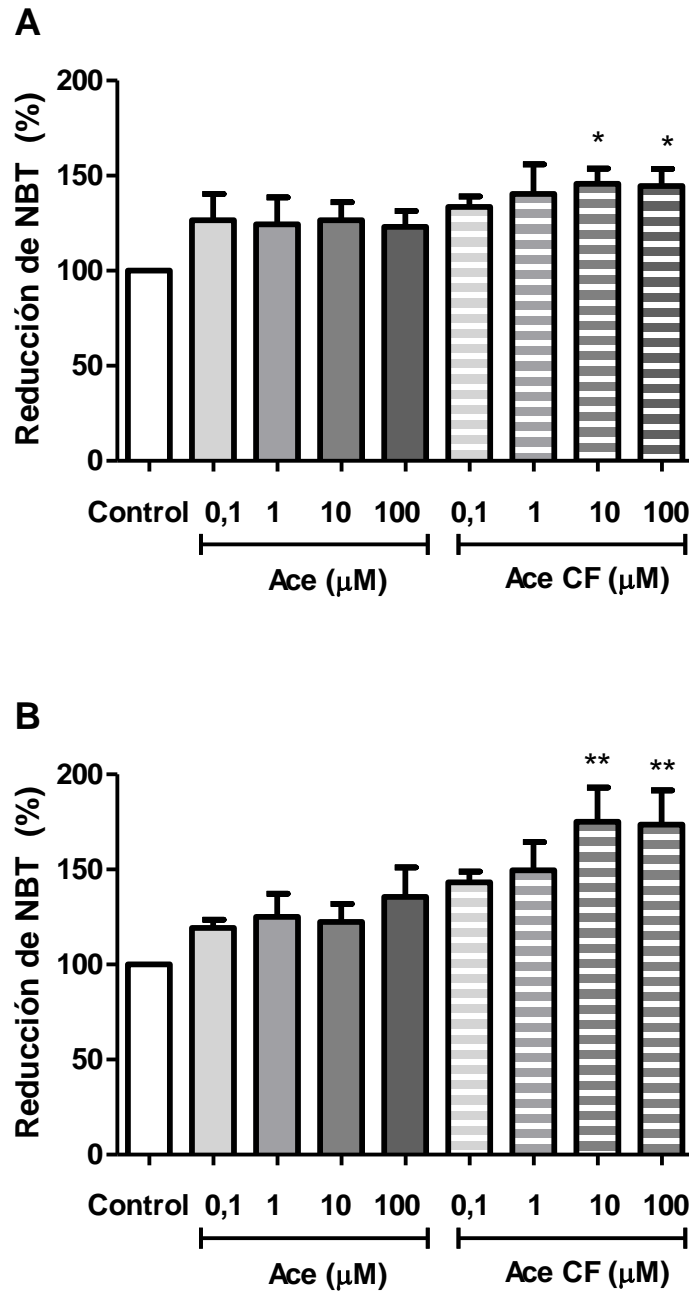 A
Reducción de NBT (%)
200
150
100
50
0
* *
Control 0,1 1 10 100 0,1 1 10 100
Ace (μM) Ace CF (μM)
B
Reducción de NBT (%)
200
150
100
50
0
** **
Control 0,1 1 10 100 0,1 1 10 100
Ace (μM) Ace CF (μM)